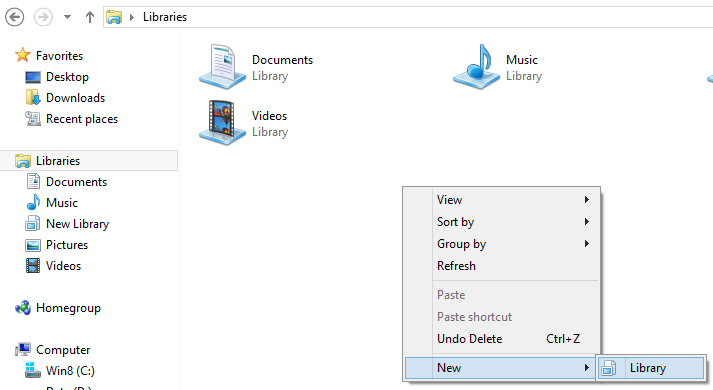 Libraries
Favorites
Desktop
Downloads
Recent places
Libraries
Documents
Music
New Library
Pictures
Videos
Homegroup
Computer
Win8 (C:)
Documents
Library
Music
Library
Videos
Library
View
Sort by
Group by
Refresh
Paste
Paste shortcut
Undo Delete Ctrl+Z
New
Library